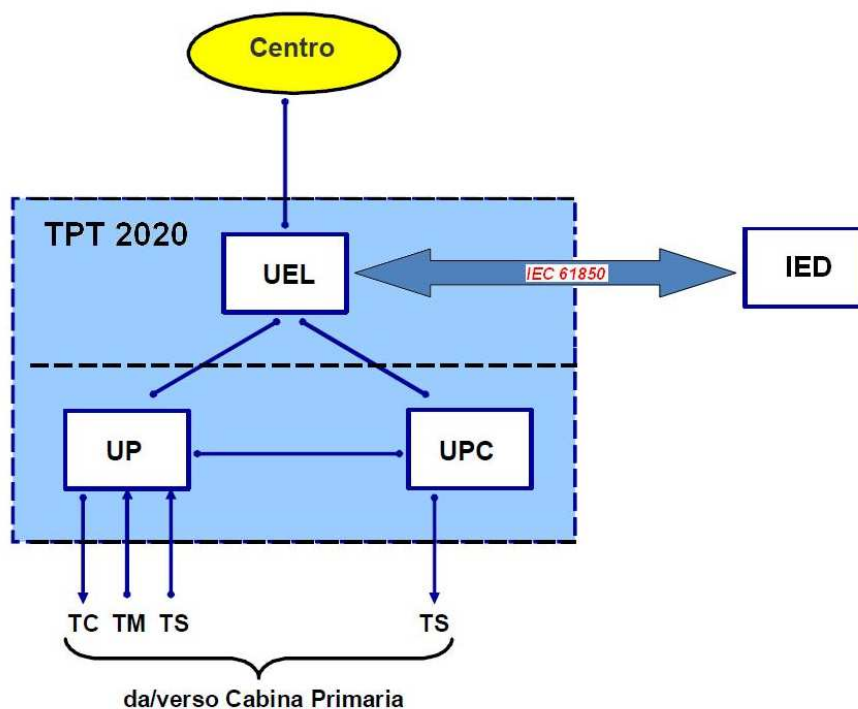 Centro
TPT 2020
UEL
IEC 61850
IED
UP
UPC
TC TM TS
TS
da/verso Cabina Primaria